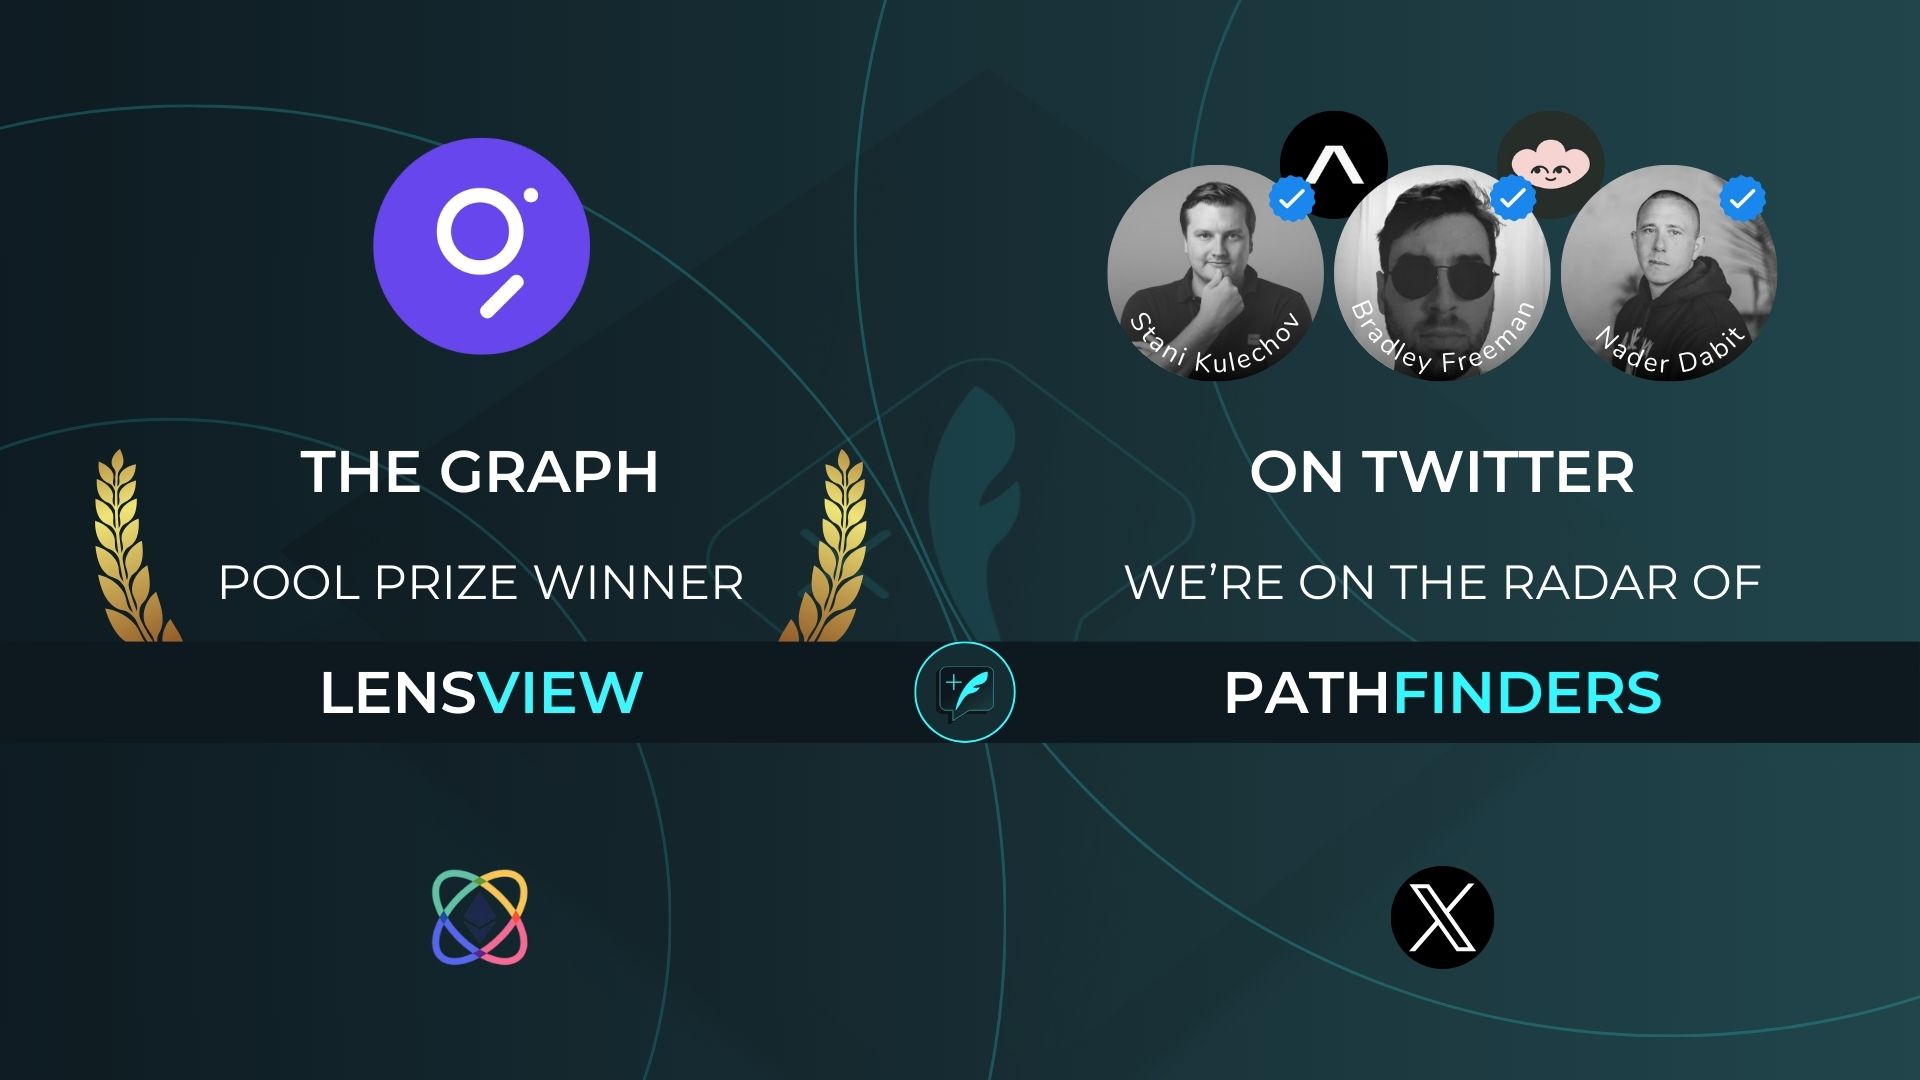 THE GRAPH
POOL PRIZE WINNER
LENSVIEW
Stani Kulechov
Bradley Freeman
Nader Dabit
ON TWITTER
WE’RE ON THE RADAR OF
PATHFINDERS